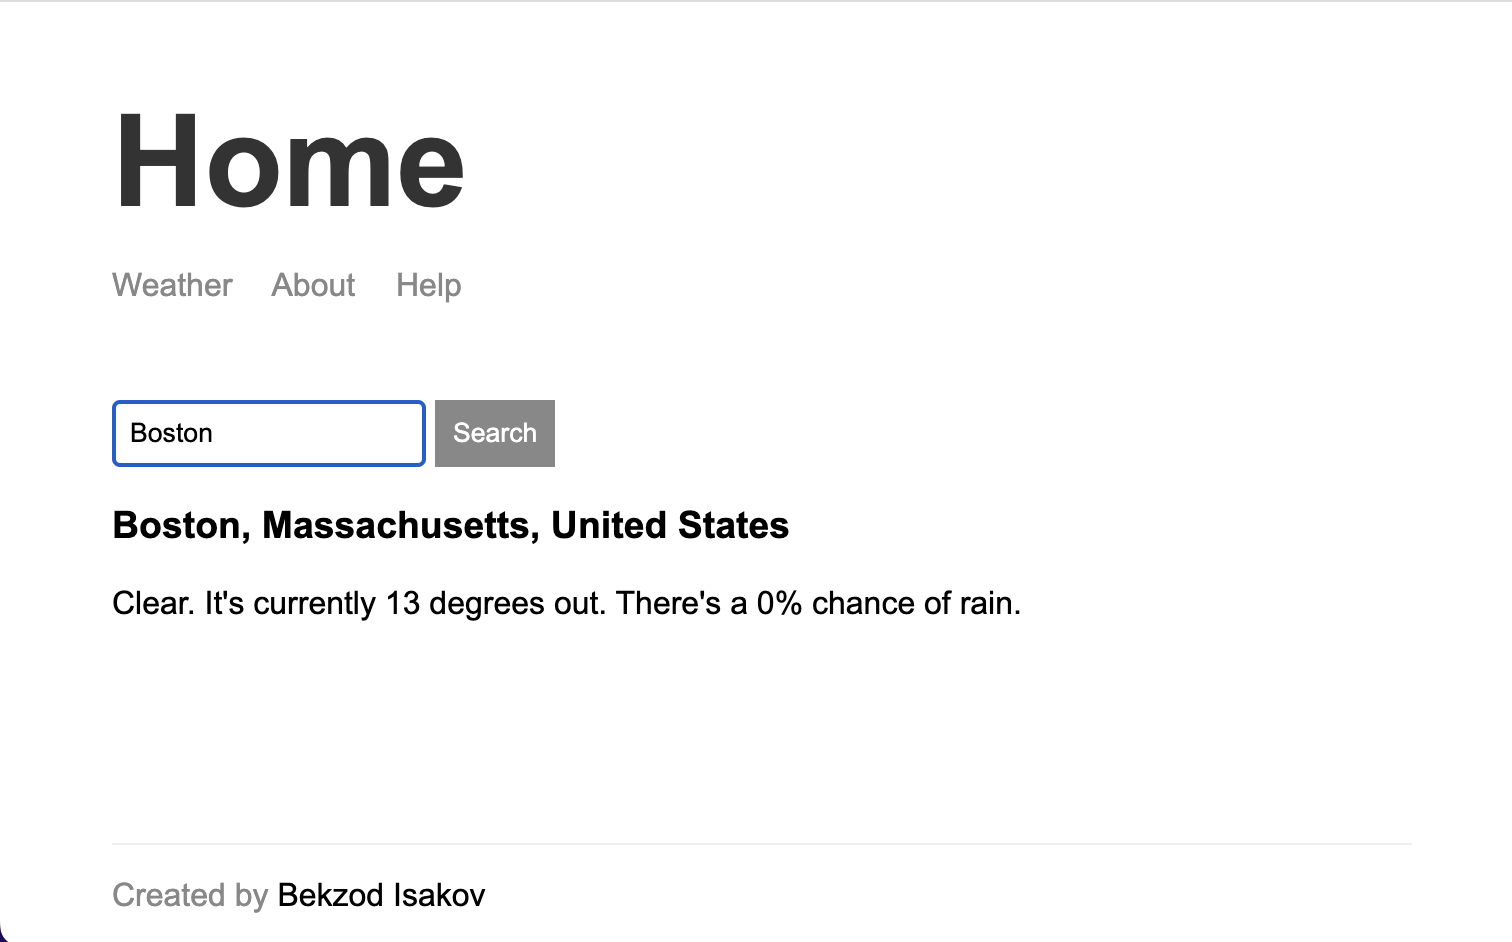 Home
Weather About Help
Boston Search
Boston, Massachusetts, United States
Clear. It's currently 13 degrees out. There's a 0% chance of rain.
Created by Bekzod Isakov